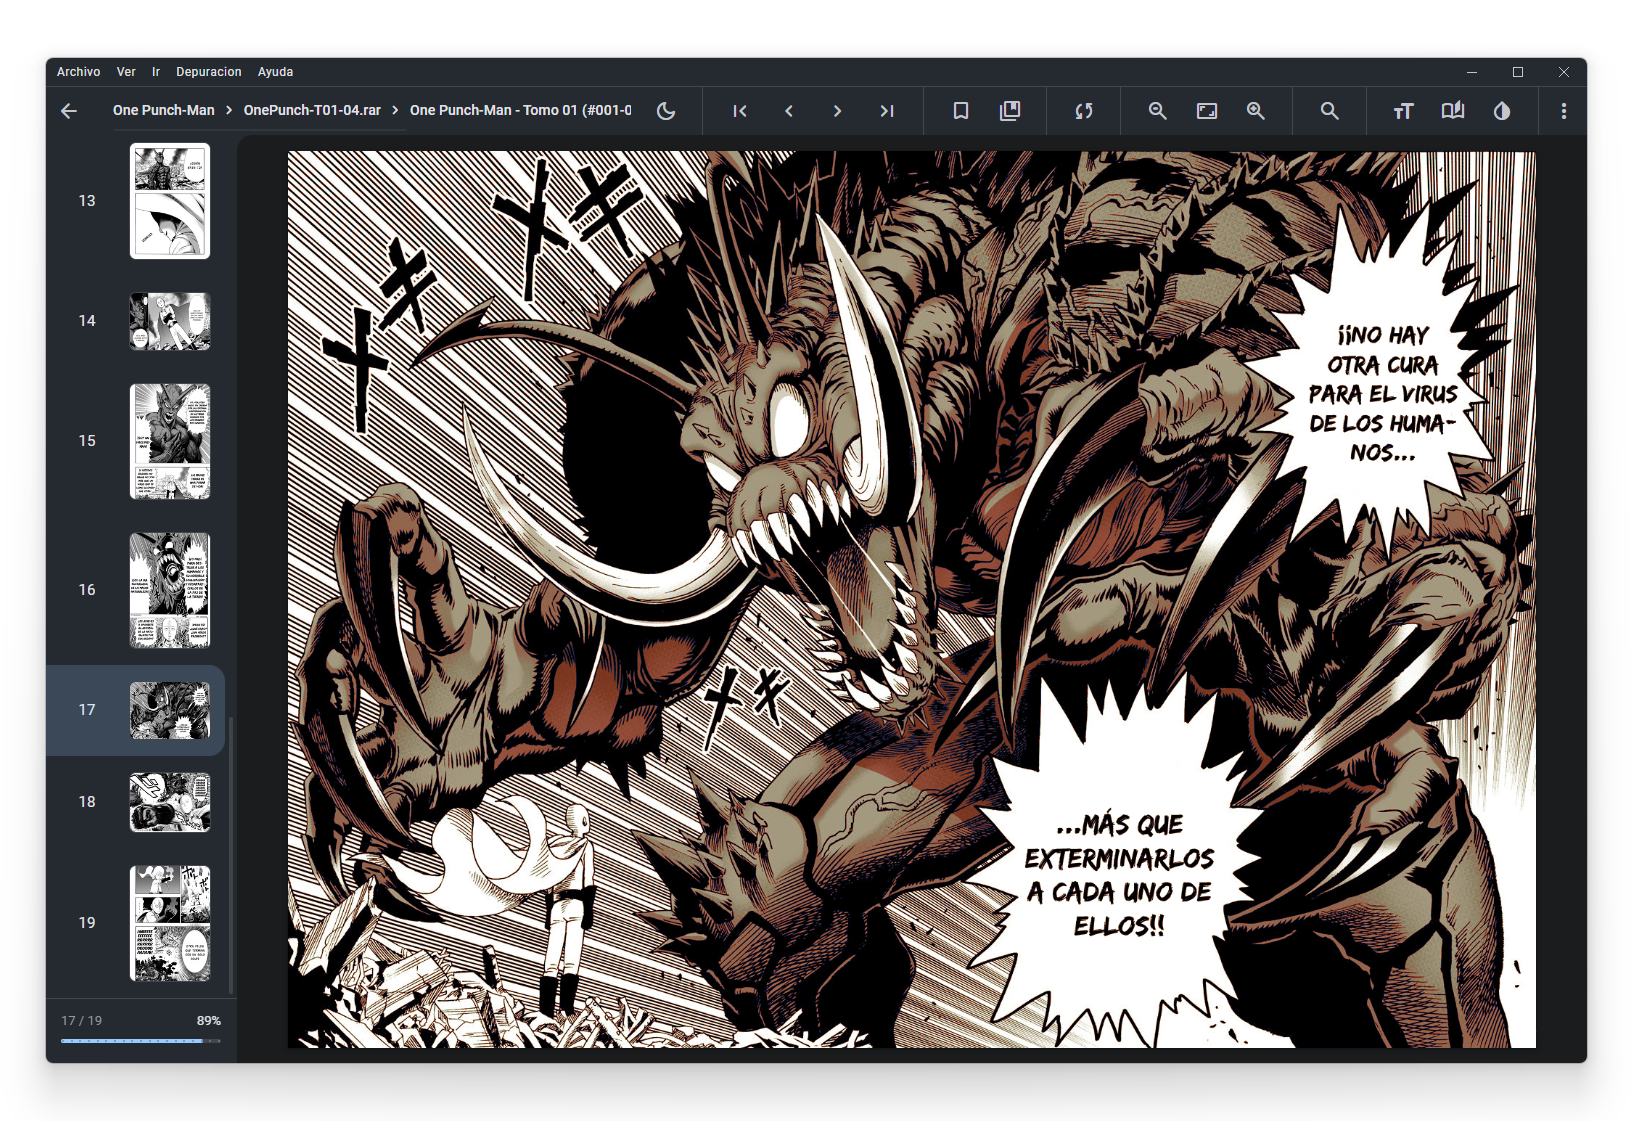 Archivo Ver Ir Depuracion Ayuda
One Punch-Man > OnePunch-T01-04.rar > One Punch-Man - Tomo 01 (#001-0
13
14
15
16
17
18
19
17 / 19 89%
¡¡NO HAY
OTRA CURA
PARA EL VIRUS
DE LOS HUMA-
NOS...
...MÁS QUE
EXTERMINARLOS
A CADA UNO DE
ELLOS!!